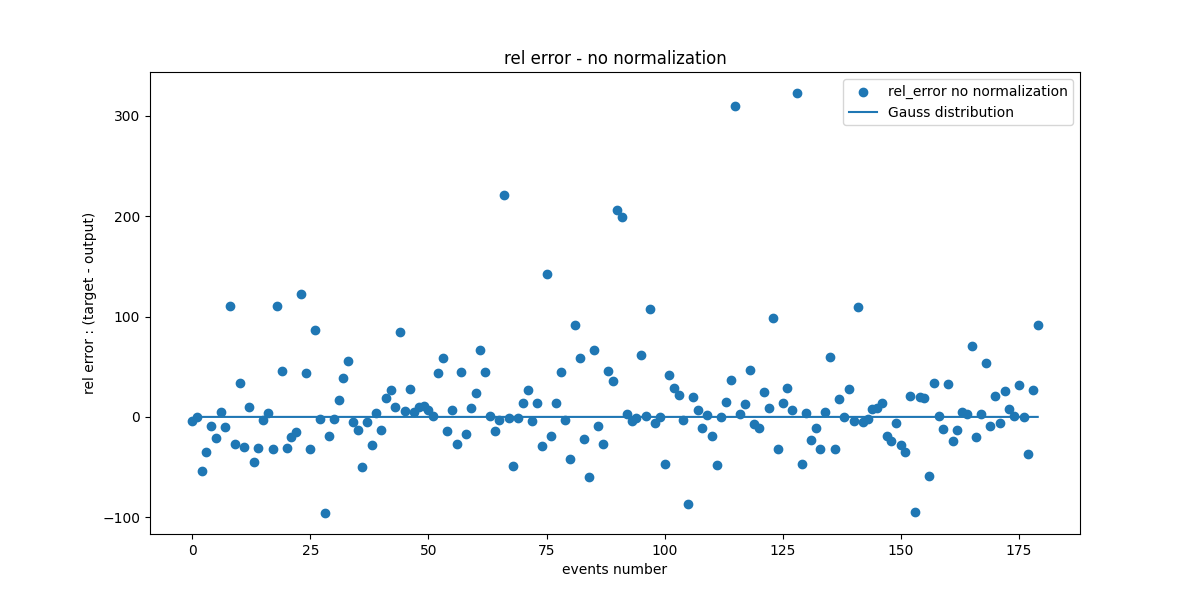 rel error - no normalization
rel_error no normalization
Gauss distribution
rel error : (target - output)
300
200
100
0
−100
0
25
50
75
100
125
150
175
events number